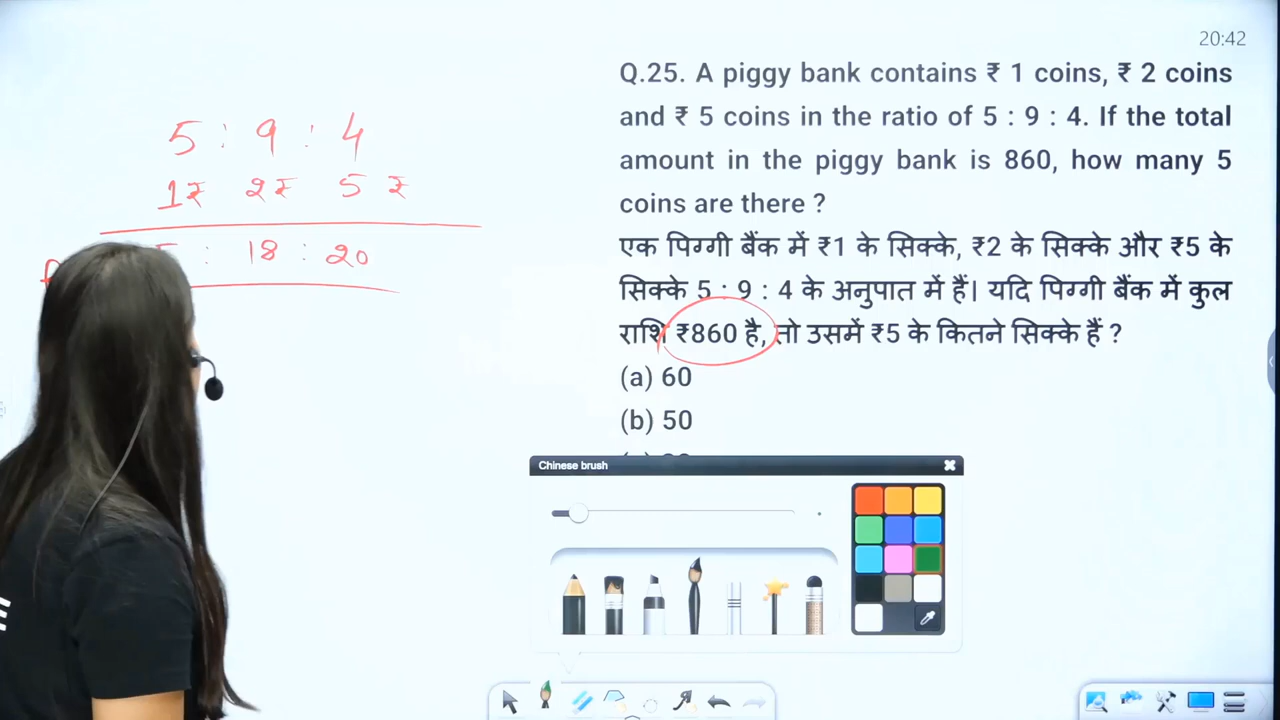 20:42
Q.25. A piggy bank contains ₹ 1 coins, ₹ 2 coins
and ₹ 5 coins in the ratio of 5 : 9 : 4. If the total
amount in the piggy bank is 860, how many 5
coins are there ?
एक पिग्गी बैंक में ₹1 के सिक्के, ₹2 के सिक्के और ₹5 के
सिक्के 5 : 9 : 4 के अनुपात में हैं। यदि पिग्गी बैंक में कुल
राशि ₹860 है, तो उसमें ₹5 के कितने सिक्के हैं ?
(a) 60
(b) 50
5 : 9 : 4
1₹ 2₹ 5 ₹
: 18 : 20
Chinese brush